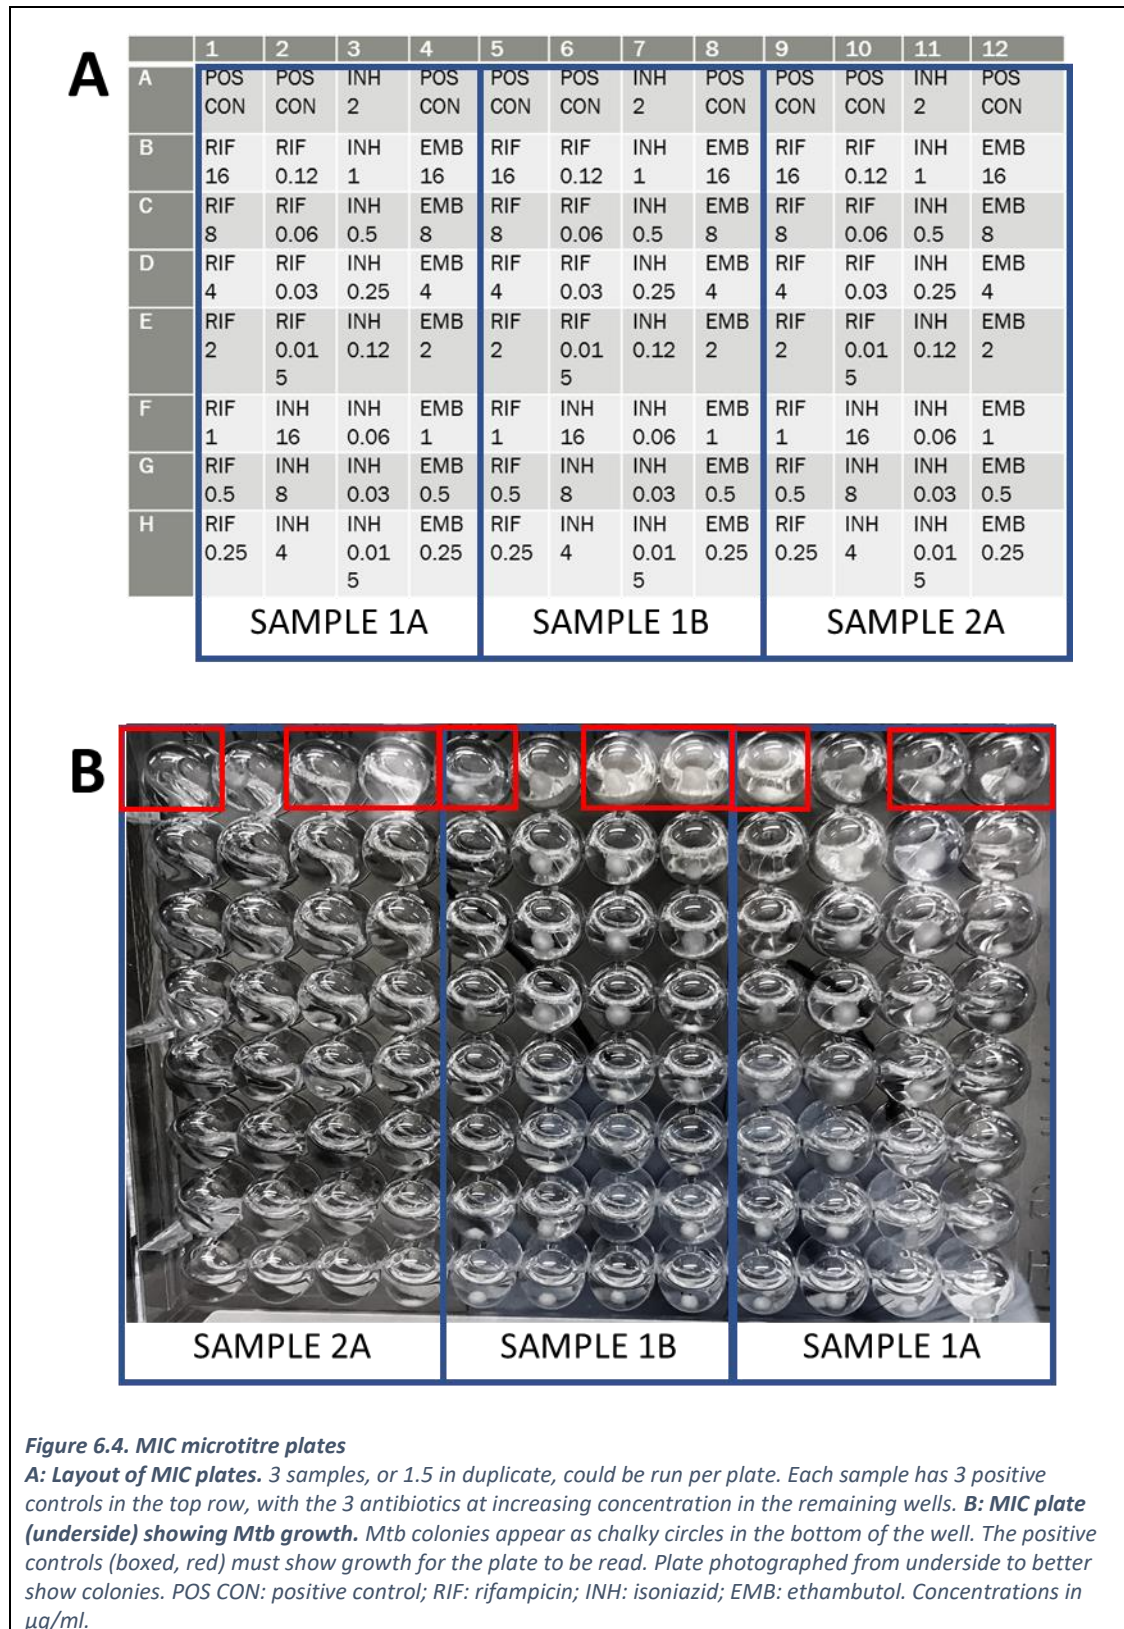 A
1 2 3 4 5 6 7 8 9 10 11 12
A POS CON POS CON INH 2 POS CON POS CON POS CON INH 2 POS CON POS CON POS CON INH 2 POS CON
B RIF 16 RIF 0.12 INH 1 EMB 16 RIF 16 RIF 0.12 INH 1 EMB 16 RIF 16 RIF 0.12 INH 1 EMB 16
C RIF 8 RIF 0.06 INH 0.5 EMB 8 RIF 8 RIF 0.06 INH 0.5 EMB 8 RIF 8 RIF 0.06 INH 0.5 EMB 8
D RIF 4 RIF 0.03 INH 0.25 EMB 4 RIF 4 RIF 0.03 INH 0.25 EMB 4 RIF 4 RIF 0.03 INH 0.25 EMB 4
E RIF 2 RIF 0.015 INH 0.12 EMB 2 RIF 2 RIF 0.015 INH 0.12 EMB 2 RIF 2 RIF 0.015 INH 0.12 EMB 2
F RIF 1 INH 16 INH 0.06 EMB 1 RIF 1 INH 16 INH 0.06 EMB 1 RIF 1 INH 16 INH 0.06 EMB 1
G RIF 0.5 INH 8 INH 0.03 EMB 0.5 RIF 0.5 INH 8 INH 0.03 EMB 0.5 RIF 0.5 INH 8 INH 0.03 EMB 0.5
H RIF 0.25 INH 4 INH 0.015 EMB 0.25 RIF 0.25 INH 4 INH 0.015 EMB 0.25 RIF 0.25 INH 4 INH 0.015 EMB 0.25
SAMPLE 1A SAMPLE 1B SAMPLE 2A
B
SAMPLE 2A SAMPLE 1B SAMPLE 1A
Figure 6.4. MIC microtitre plates
A: Layout of MIC plates. 3 samples, or 1.5 in duplicate, could be run per plate. Each sample has 3 positive
controls in the top row, with the 3 antibiotics at increasing concentration in the remaining wells. B: MIC plate
(underside) showing Mtb growth. Mtb colonies appear as chalky circles in the bottom of the well. The positive
controls (boxed, red) must show growth for the plate to be read. Plate photographed from underside to better
show colonies. POS CON: positive control; RIF: rifampicin; INH: isoniazid; EMB: ethambutol. Concentrations in
µg/ml.